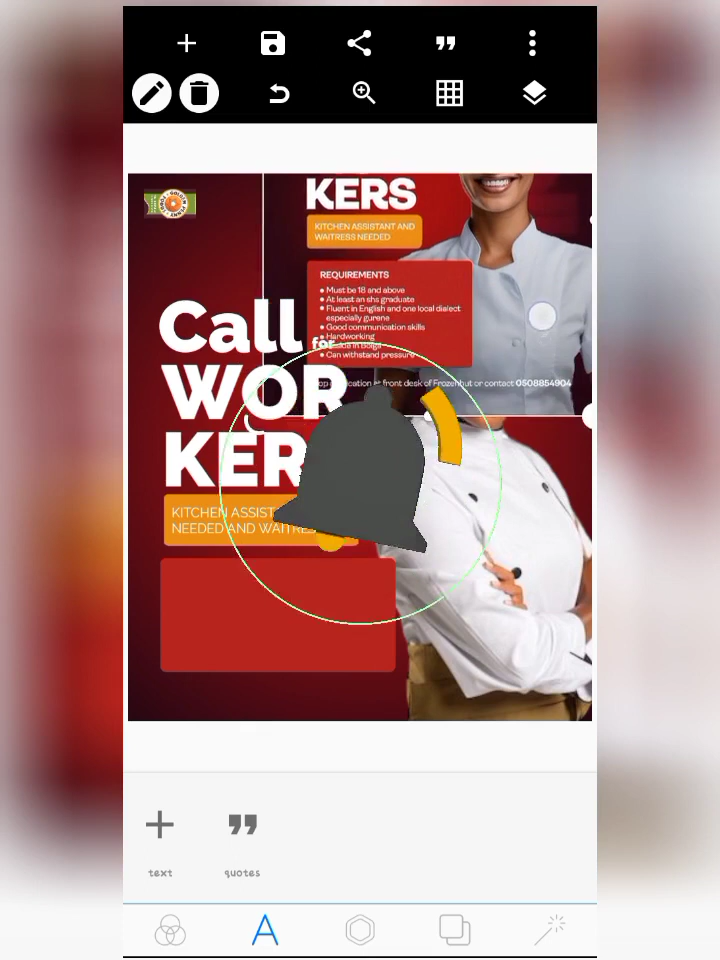 KERS
KITCHEN ASSISTANT AND
WAITRESS NEEDED
REQUIREMENTS
Must be 18 and above
At least an shs graduate
Fluent in English and one local dialect
especially gurene
Good communication skills
Hardworking
Can withstand pressure
at front desk of Frozenhut or contact 0508854904
Call for
WOR
KER
KITCHEN ASSIST
NEEDED AND WAITRES
text
quotes
A